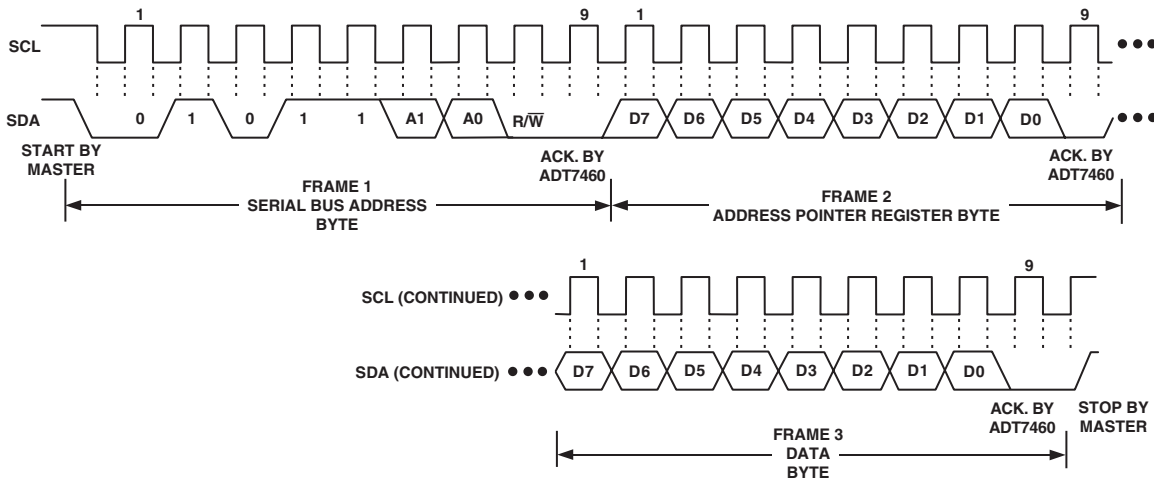 1 9 1 9
SCL
SDA 0 1 0 1 1 A1 A0 R/W̅ D7 D6 D5 D4 D3 D2 D1 D0
START BY
MASTER
ACK. BY
ADT7460
ACK. BY
ADT7460
FRAME 1
SERIAL BUS ADDRESS
BYTE
FRAME 2
ADDRESS POINTER REGISTER BYTE
1 9
SCL (CONTINUED)
SDA (CONTINUED) D7 D6 D5 D4 D3 D2 D1 D0
ACK. BY
ADT7460
STOP BY
MASTER
FRAME 3
DATA
BYTE